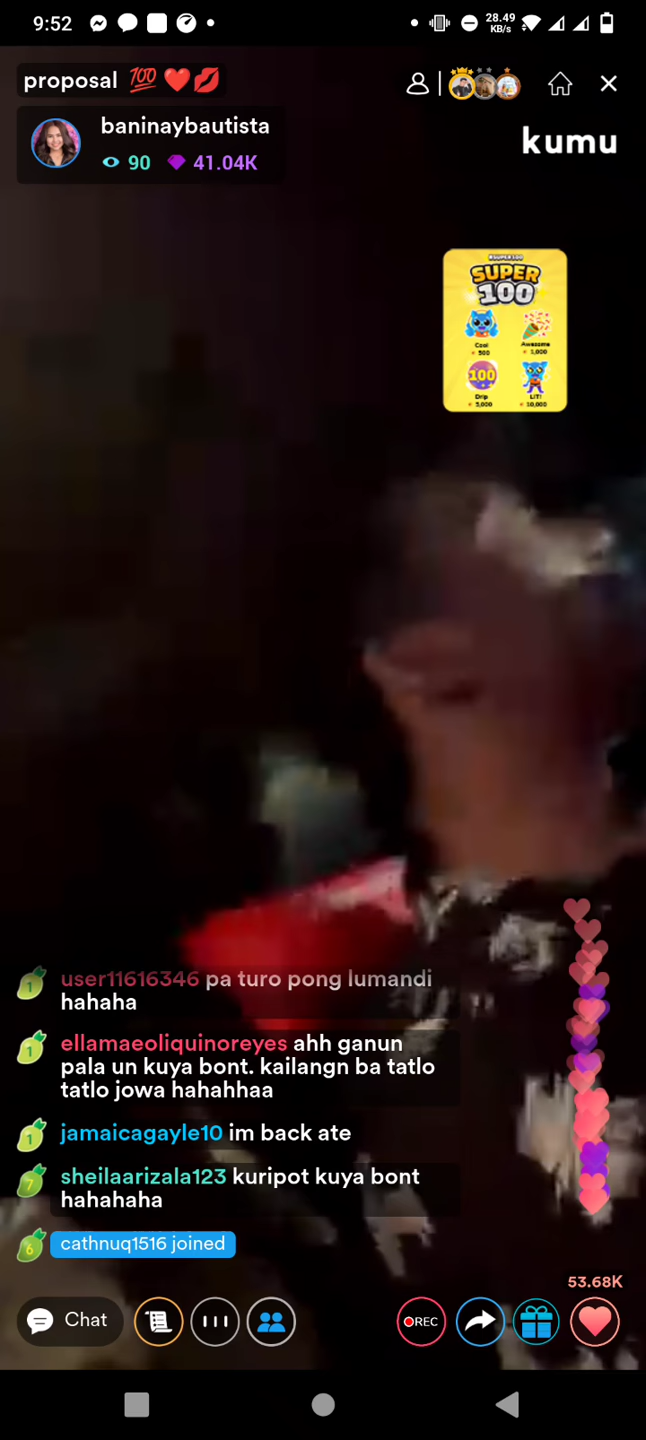 9:52
28.49
KB/s
proposal 💯❤️💋
baninaybautista
90 41.04K
kumu
#SUPER100
SUPER
100
Cool
500
Awesome
1,000
100
Drip
5,000
LIT!
10,000
1
user11616346 pa turo pong lumandi
hahaha
1
ellamaeoliquinoreyes ahh ganun
pala un kuya bont. kailangn ba tatlo
tatlo jowa hahahhaa
1
jamaicagayle10 im back ate
7
sheilaarizala123 kuripot kuya bont
hahahaha
6
cathnuq1516 joined
53.68K
Chat
REC